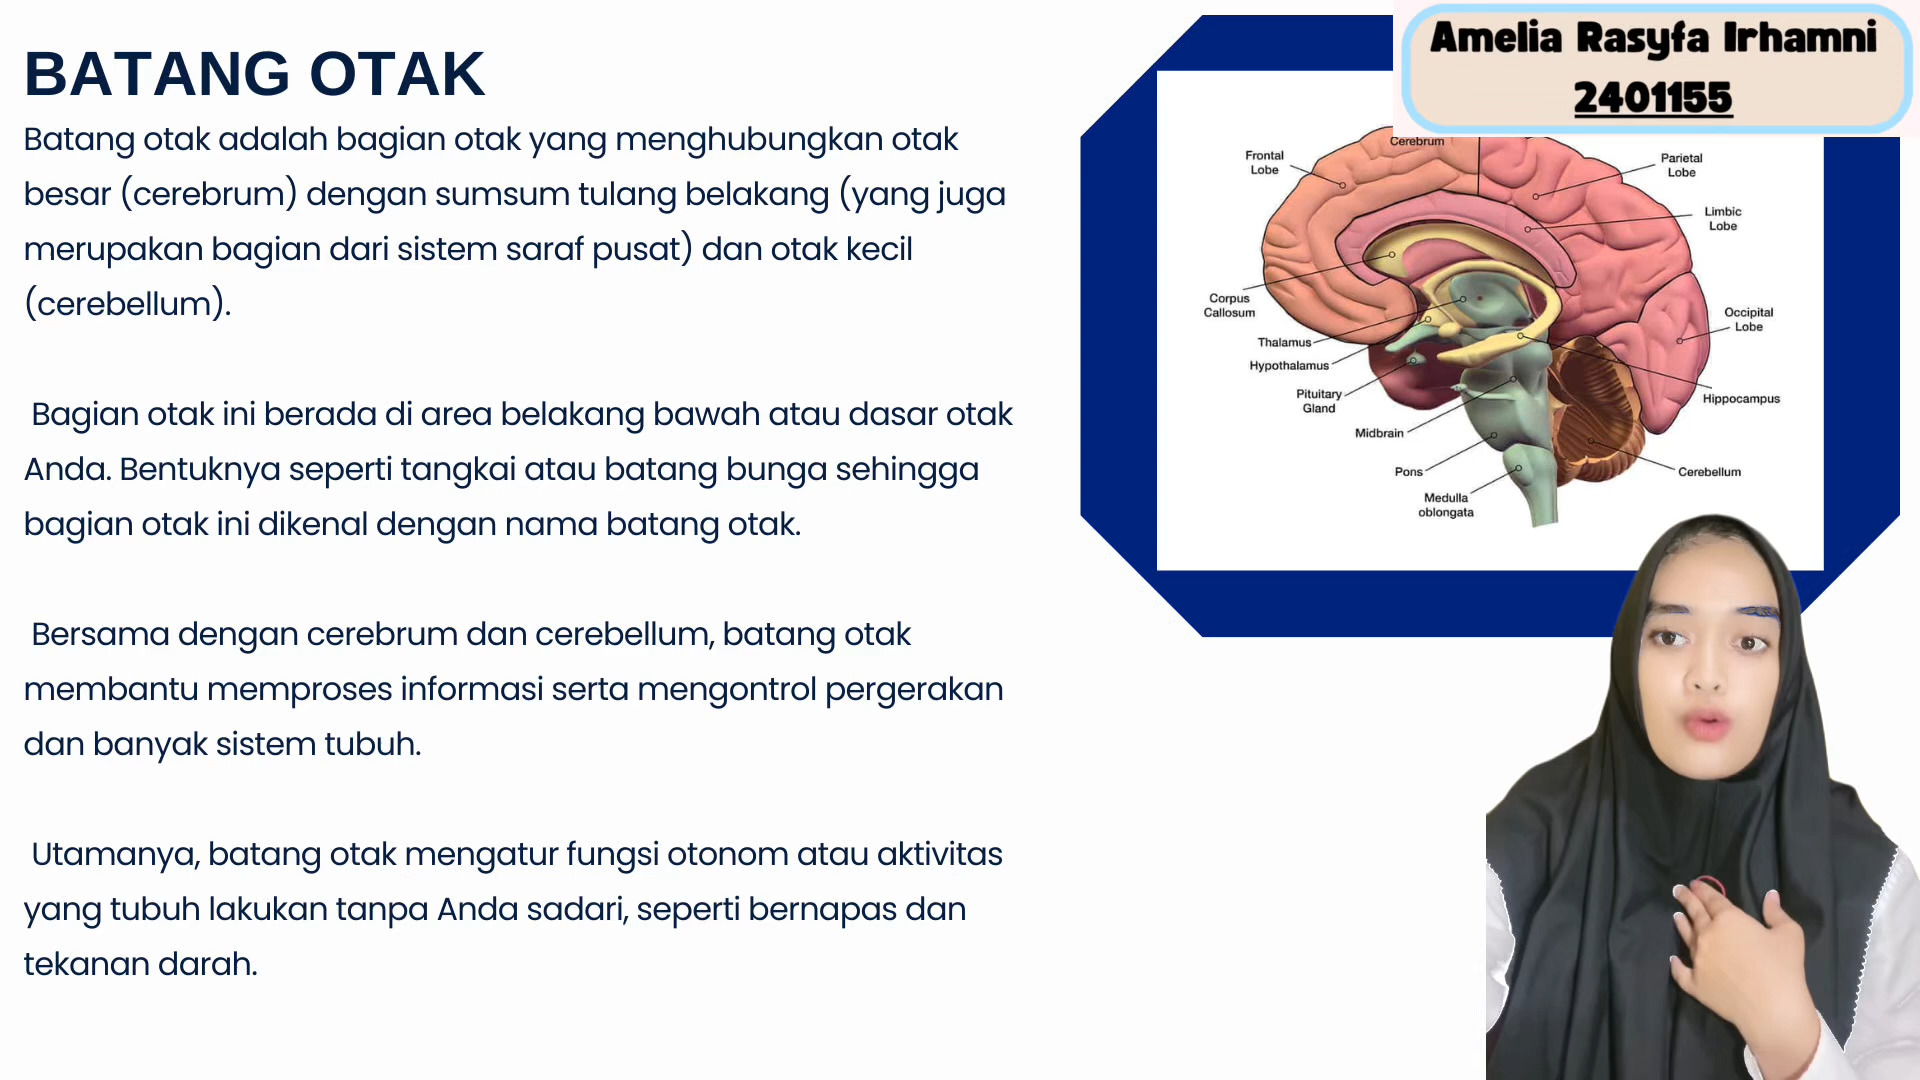 BATANG OTAK
Batang otak adalah bagian otak yang menghubungkan otak
besar (cerebrum) dengan sumsum tulang belakang (yang juga
merupakan bagian dari sistem saraf pusat) dan otak kecil
(cerebellum).
Bagian otak ini berada di area belakang bawah atau dasar otak
Anda. Bentuknya seperti tangkai atau batang bunga sehingga
bagian otak ini dikenal dengan nama batang otak.
Bersama dengan cerebrum dan cerebellum, batang otak
membantu memproses informasi serta mengontrol pergerakan
dan banyak sistem tubuh.
Utamanya, batang otak mengatur fungsi otonom atau aktivitas
yang tubuh lakukan tanpa Anda sadari, seperti bernapas dan
tekanan darah.
Amelia Rasyfa Irhamni
2401155
Cerebrum
Frontal
Lobe
Parietal
Lobe
Limbic
Lobe
Corpus
Callosum
Occipital
Lobe
Thalamus
Hypothalamus
Pituitary
Gland
Hippocampus
Midbrain
Pons
Cerebellum
Medulla
oblongata